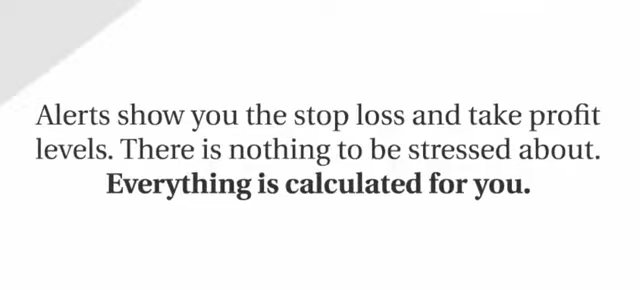 Alerts show you the stop loss and take profit
levels. There is nothing to be stressed about.
Everything is calculated for you.